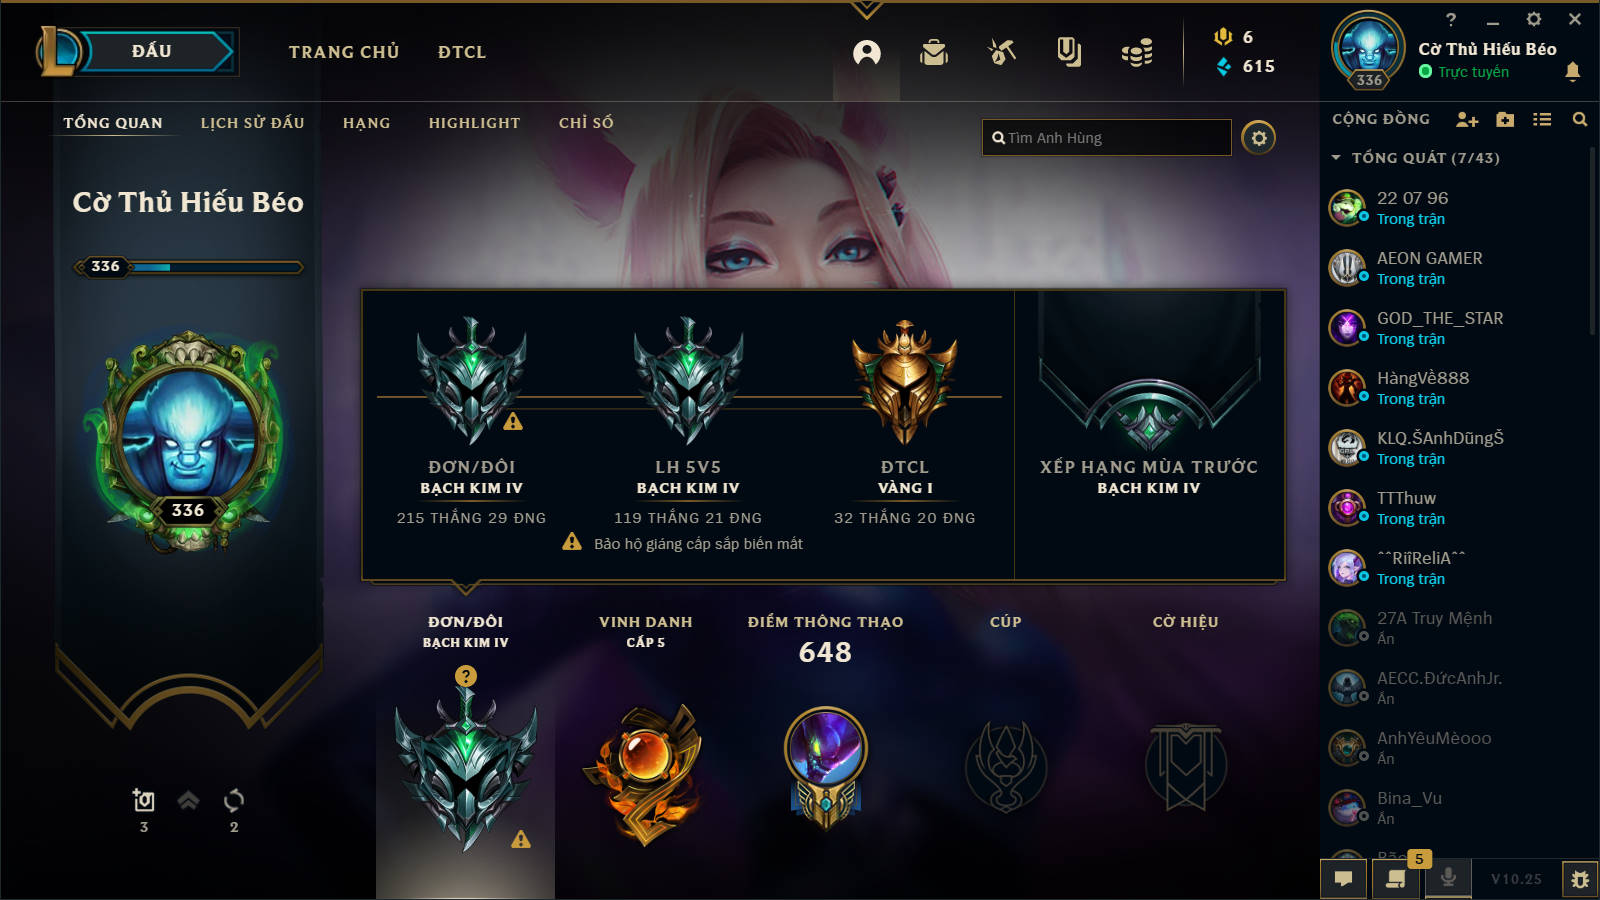 ĐẤU
TRANG CHỦ
ĐTCL
6
615
336
Cờ Thủ Hiếu Béo
Trực tuyến
TỔNG QUAN
LỊCH SỬ ĐẤU
HẠNG
HIGHLIGHT
CHỈ SỐ
Tìm Anh Hùng
CỘNG ĐỒNG
TỔNG QUÁT (7/43)
Cờ Thủ Hiếu Béo
336
336
ĐƠN/ĐÔI
BẠCH KIM IV
215 THẮNG 29 ĐNG
LH 5V5
BẠCH KIM IV
119 THẮNG 21 ĐNG
ĐTCL
VÀNG I
32 THẮNG 20 ĐNG
XẾP HẠNG MÙA TRƯỚC
BẠCH KIM IV
Bảo hộ giáng cấp sắp biến mất
ĐƠN/ĐÔI
BẠCH KIM IV
VINH DANH
CẤP 5
ĐIỂM THÔNG THẠO
648
CÚP
CỜ HIỆU
3
2
22 07 96
Trong trận
AEON GAMER
Trong trận
GOD_THE_STAR
Trong trận
HàngVề888
Trong trận
KLQ.ŠAnhDũngŠ
Trong trận
TTThuw
Trong trận
^^RiîReliA^^
Trong trận
27A Truy Mệnh
Ẩn
AECC.ĐứcAnhJr.
Ẩn
AnhYêuMèooo
Ẩn
Bina_Vu
Ẩn
5
V10.25